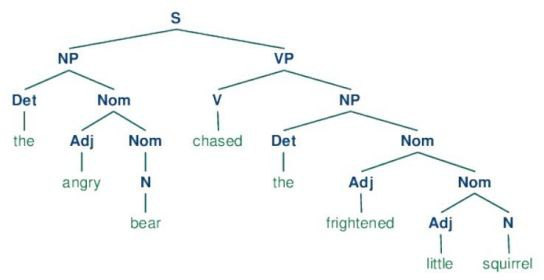 S
NP VP
Det Nom V NP
the Adj Nom chased Det Nom
angry N the Adj Nom
bear frightened Adj N
little squirrel